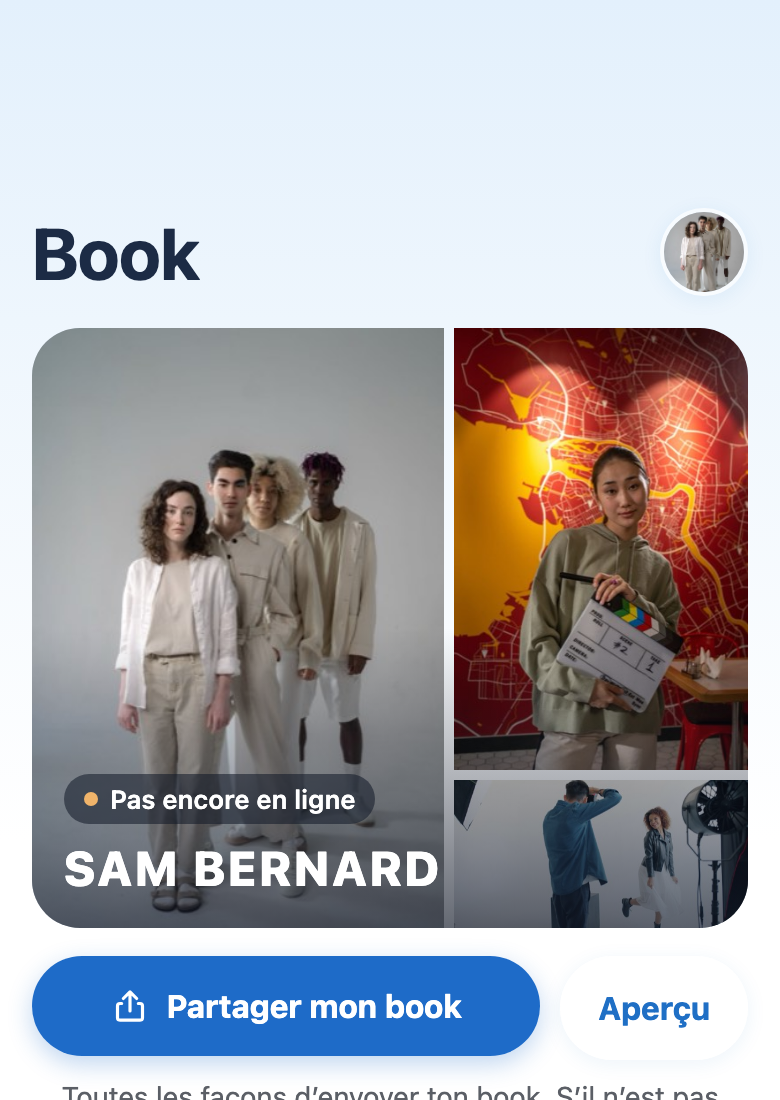 Book
Pas encore en ligne
SAM BERNARD
Partager mon book
Aperçu
Toutes les façons d’envoyer ton book. S’il n’est pas